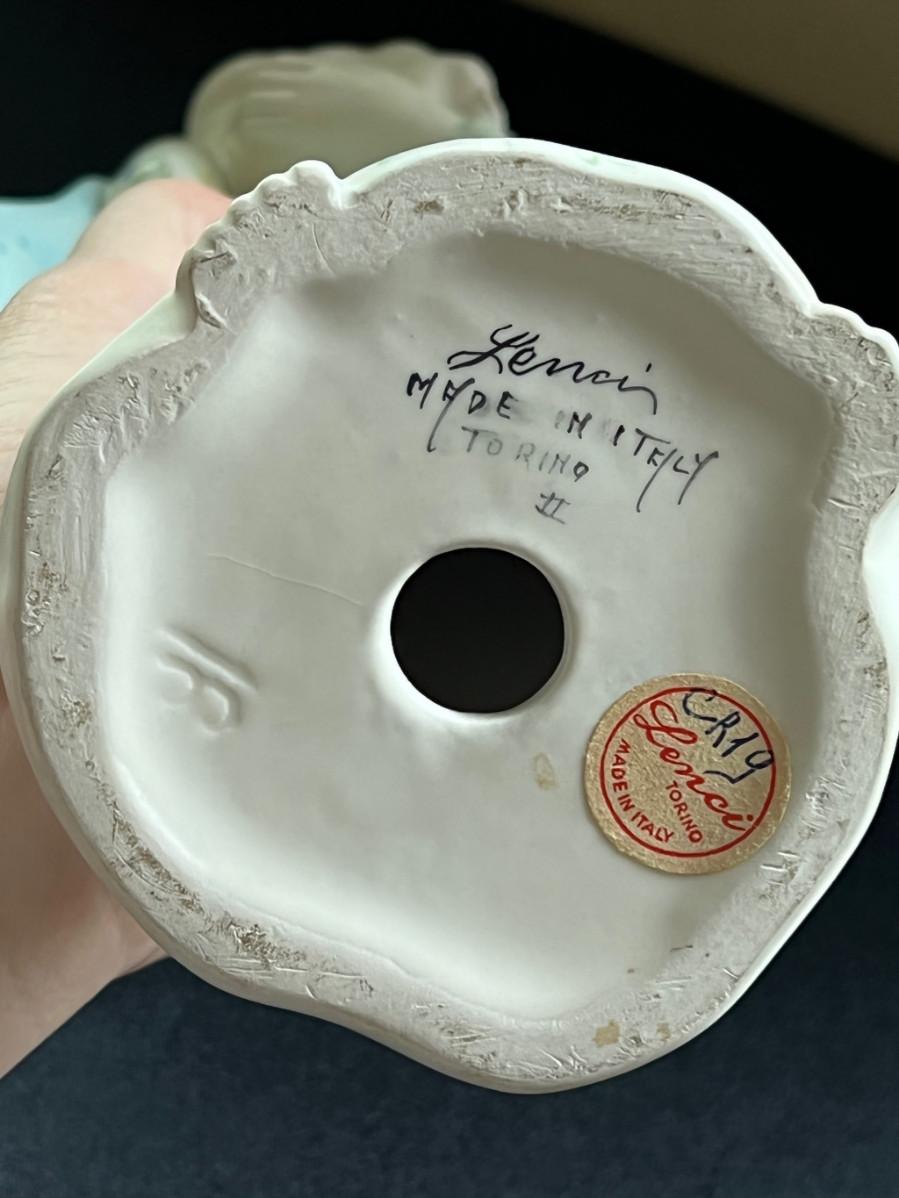 Lenci
MADE IN ITALY
TORINO
II
CR19
Lenci
TORINO
MADE IN ITALY